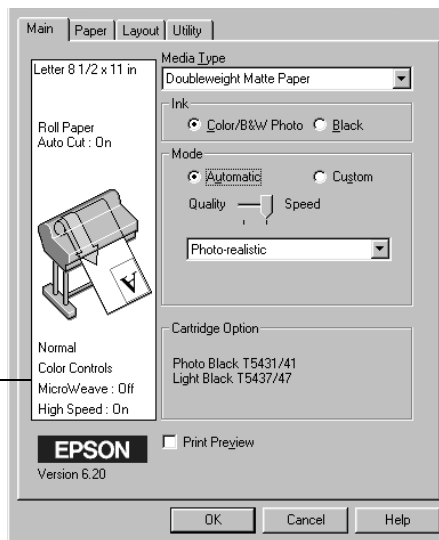 Main Paper Layout Utility
Letter 8 1/2 x 11 in
Roll Paper
Auto Cut : On
A
Normal
Color Controls
MicroWeave : Off
High Speed : On
EPSON
Version 6.20
Media Type
Doubleweight Matte Paper
Ink
Color/B&W Photo Black
Mode
Automatic Custom
Quality Speed
Photo-realistic
Cartridge Option
Photo Black T5431/41
Light Black T5437/47
Print Preview
OK Cancel Help